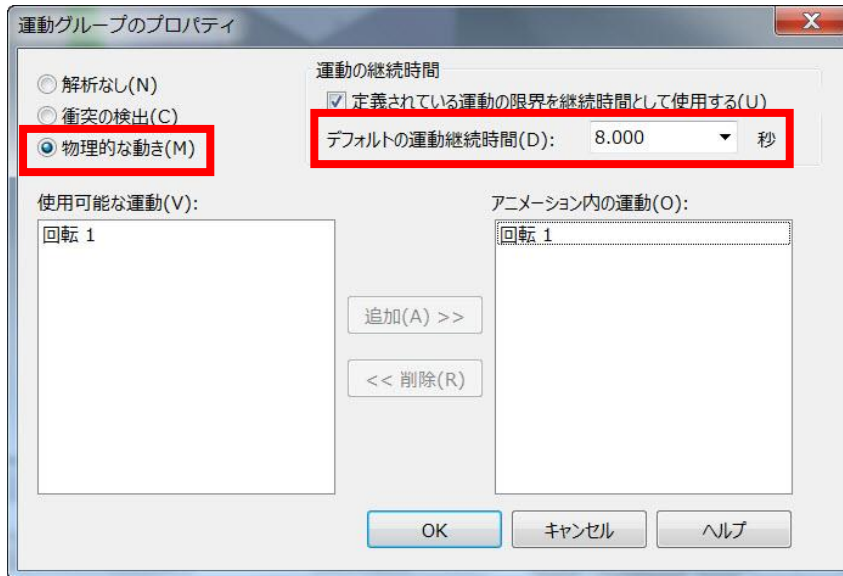 運動グループのプロパティ
解析なし(N)
衝突の検出(C)
物理的な動き(M)
運動の継続時間
定義されている運動の限界を継続時間として使用する(U)
デフォルトの運動継続時間(D): 8.000 秒
使用可能な運動(V):
回転 1
アニメーション内の運動(O):
回転 1
追加(A) >>
<< 削除(R)
OK キャンセル ヘルプ